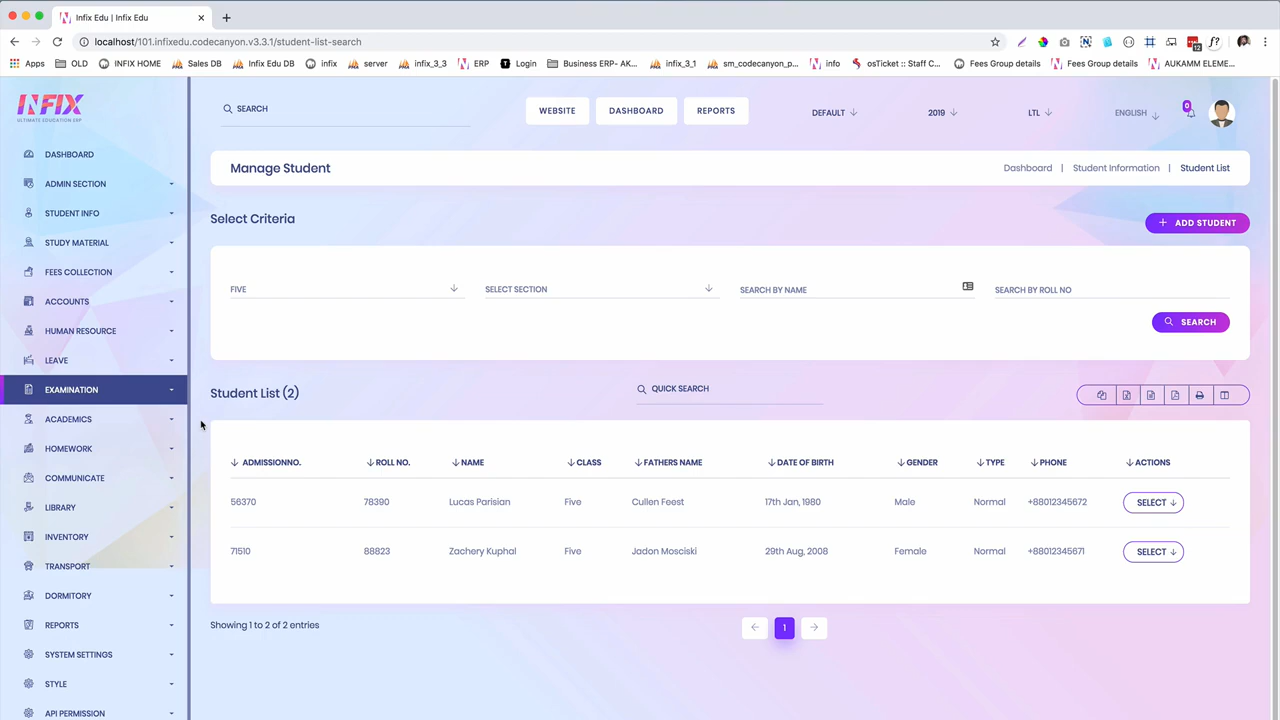 Infix Edu | Infix Edu
localhost/101.infixedu.codecanyon.v3.3.1/student-list-search
12
f?
Apps OLD INFIX HOME Sales DB Infix Edu DB infix server infix_3_3 ERP Login Business ERP- AK... infix_3_1 sm_codecanyon_p... info osTicket :: Staff C... Fees Group details Fees Group details AUKAMM ELEME...
INFIX
ULTIMATE EDUCATION ERP
SEARCH
WEBSITE DASHBOARD REPORTS
DEFAULT 2019 LTL ENGLISH 0
DASHBOARD
ADMIN SECTION
STUDENT INFO
STUDY MATERIAL
FEES COLLECTION
ACCOUNTS
HUMAN RESOURCE
LEAVE
EXAMINATION
ACADEMICS
HOMEWORK
COMMUNICATE
LIBRARY
INVENTORY
TRANSPORT
DORMITORY
REPORTS
SYSTEM SETTINGS
STYLE
API PERMISSION
Manage Student
Dashboard | Student Information | Student List
Select Criteria
+ ADD STUDENT
FIVE SELECT SECTION SEARCH BY NAME SEARCH BY ROLL NO
SEARCH
Student List (2)
QUICK SEARCH
ADMISSIONNO. ROLL NO. NAME CLASS FATHERS NAME DATE OF BIRTH GENDER TYPE PHONE ACTIONS
56370 78390 Lucas Parisian Five Cullen Feest 17th Jan, 1980 Male Normal +88012345672 SELECT
71510 88823 Zachery Kuphal Five Jadon Mosciski 29th Aug, 2008 Female Normal +88012345671 SELECT
Showing 1 to 2 of 2 entries
1